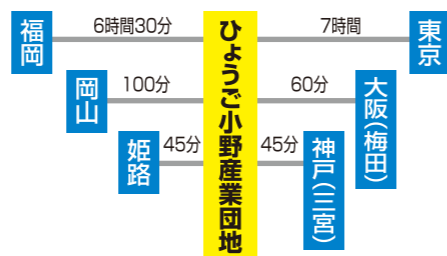 福岡
6時間30分
ひょうご小野産業団地
7時間
東京
岡山
100分
60分
大阪(梅田)
姫路
45分
45分
神戸(三宮)